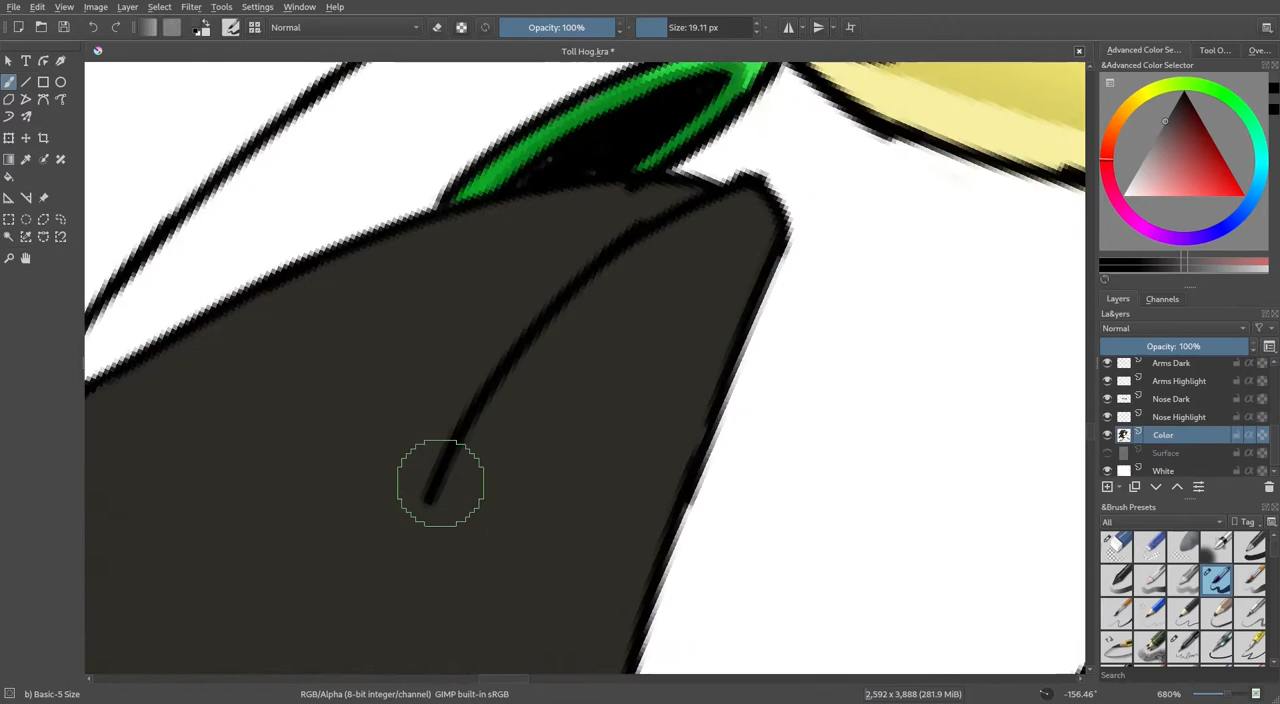 File Edit View Image Layer Select Filter Tools Settings Window Help
Normal Opacity: 100% Size: 19.11 px
Toll Hog.kra *
Advanced Color Se... Tool O... Ove...
&Advanced Color Selector
Layers Channels
La&yers
Normal
Opacity: 100%
Arms Dark
Arms Highlight
Nose Dark
Nose Highlight
Color
Surface
White
&Brush Presets
All Tag
Search
b) Basic-5 Size RGB/Alpha (8-bit integer/channel) GIMP built-in sRGB 2,592 x 3,888 (281.9 MiB) -156.46° 680%